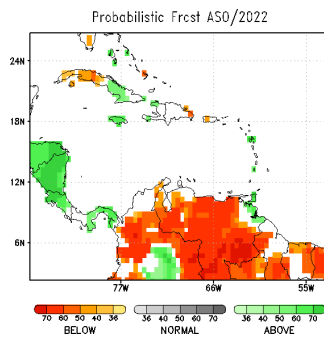 Probabilistic Frcst ASO/2022
24N
18N
12N
6N
77W 66W 55W
70 60 50 40 36 36 40 50 60 70 36 40 50 60 70
BELOW NORMAL ABOVE